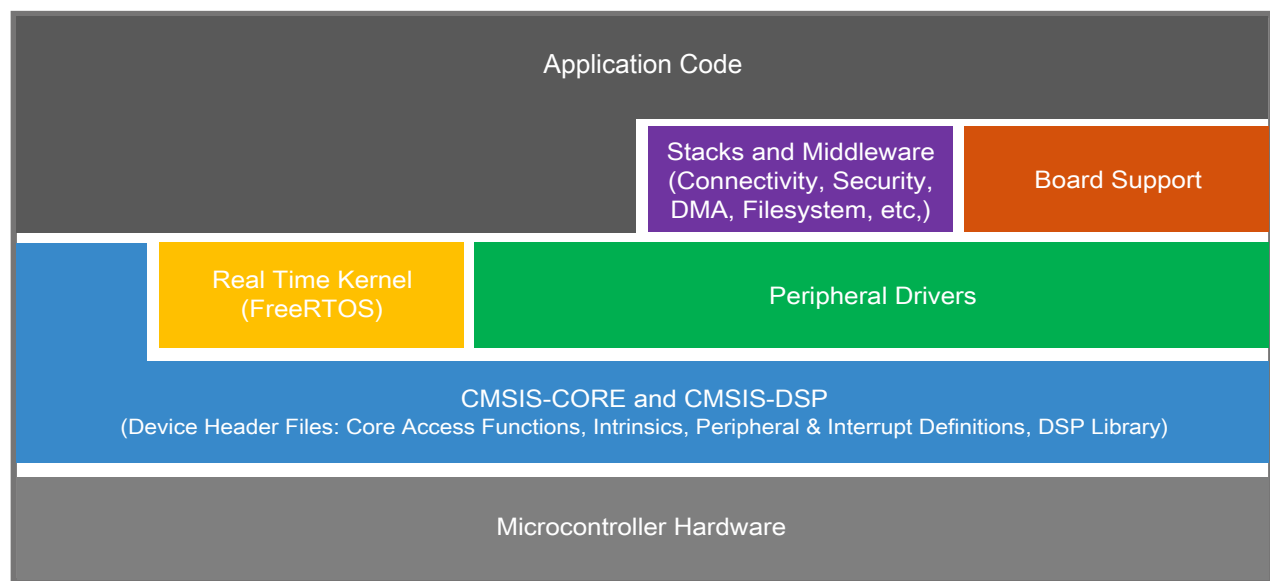 Application Code
Stacks and Middleware
(Connectivity, Security,
DMA, Filesystem, etc,)
Board Support
Real Time Kernel
(FreeRTOS)
Peripheral Drivers
CMSIS-CORE and CMSIS-DSP
(Device Header Files: Core Access Functions, Intrinsics, Peripheral & Interrupt Definitions, DSP Library)
Microcontroller Hardware